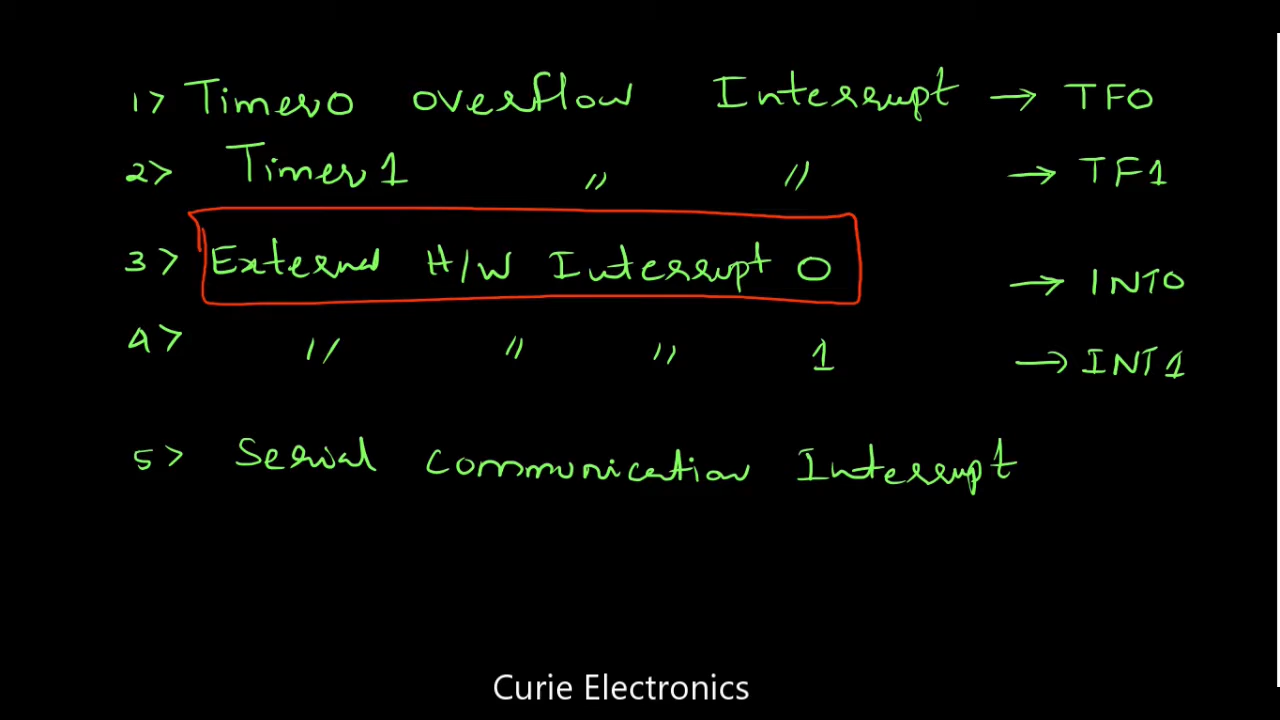 1> Timer0 overflow Interrupt → TF0
2> Timer1 " " → TF1
3> External H/W Interrupt 0 → INT0
4> " " " 1 → INT1
5> Serial communication Interrupt
Curie Electronics